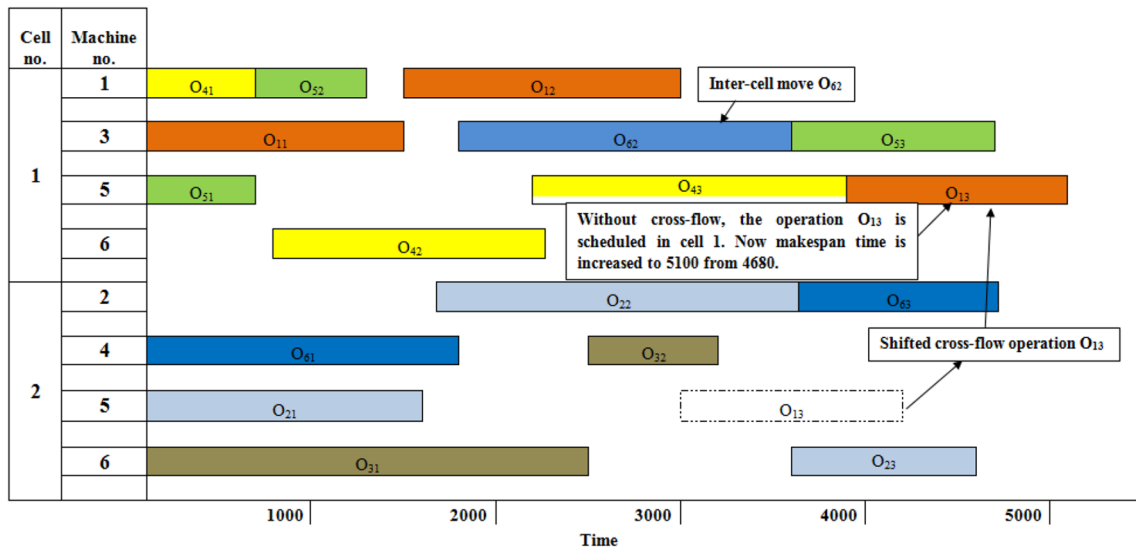 Cell no.
Machine no.
1
O41
O52
O12
Inter-cell move O62
3
O11
O62
O53
1
5
O51
O43
O13
Without cross-flow, the operation O13 is
scheduled in cell 1. Now makespan time is
increased to 5100 from 4680.
6
O42
2
O22
O63
4
O61
O32
Shifted cross-flow operation O13
2
5
O21
O13
6
O31
O23
1000
2000
3000
4000
5000
Time